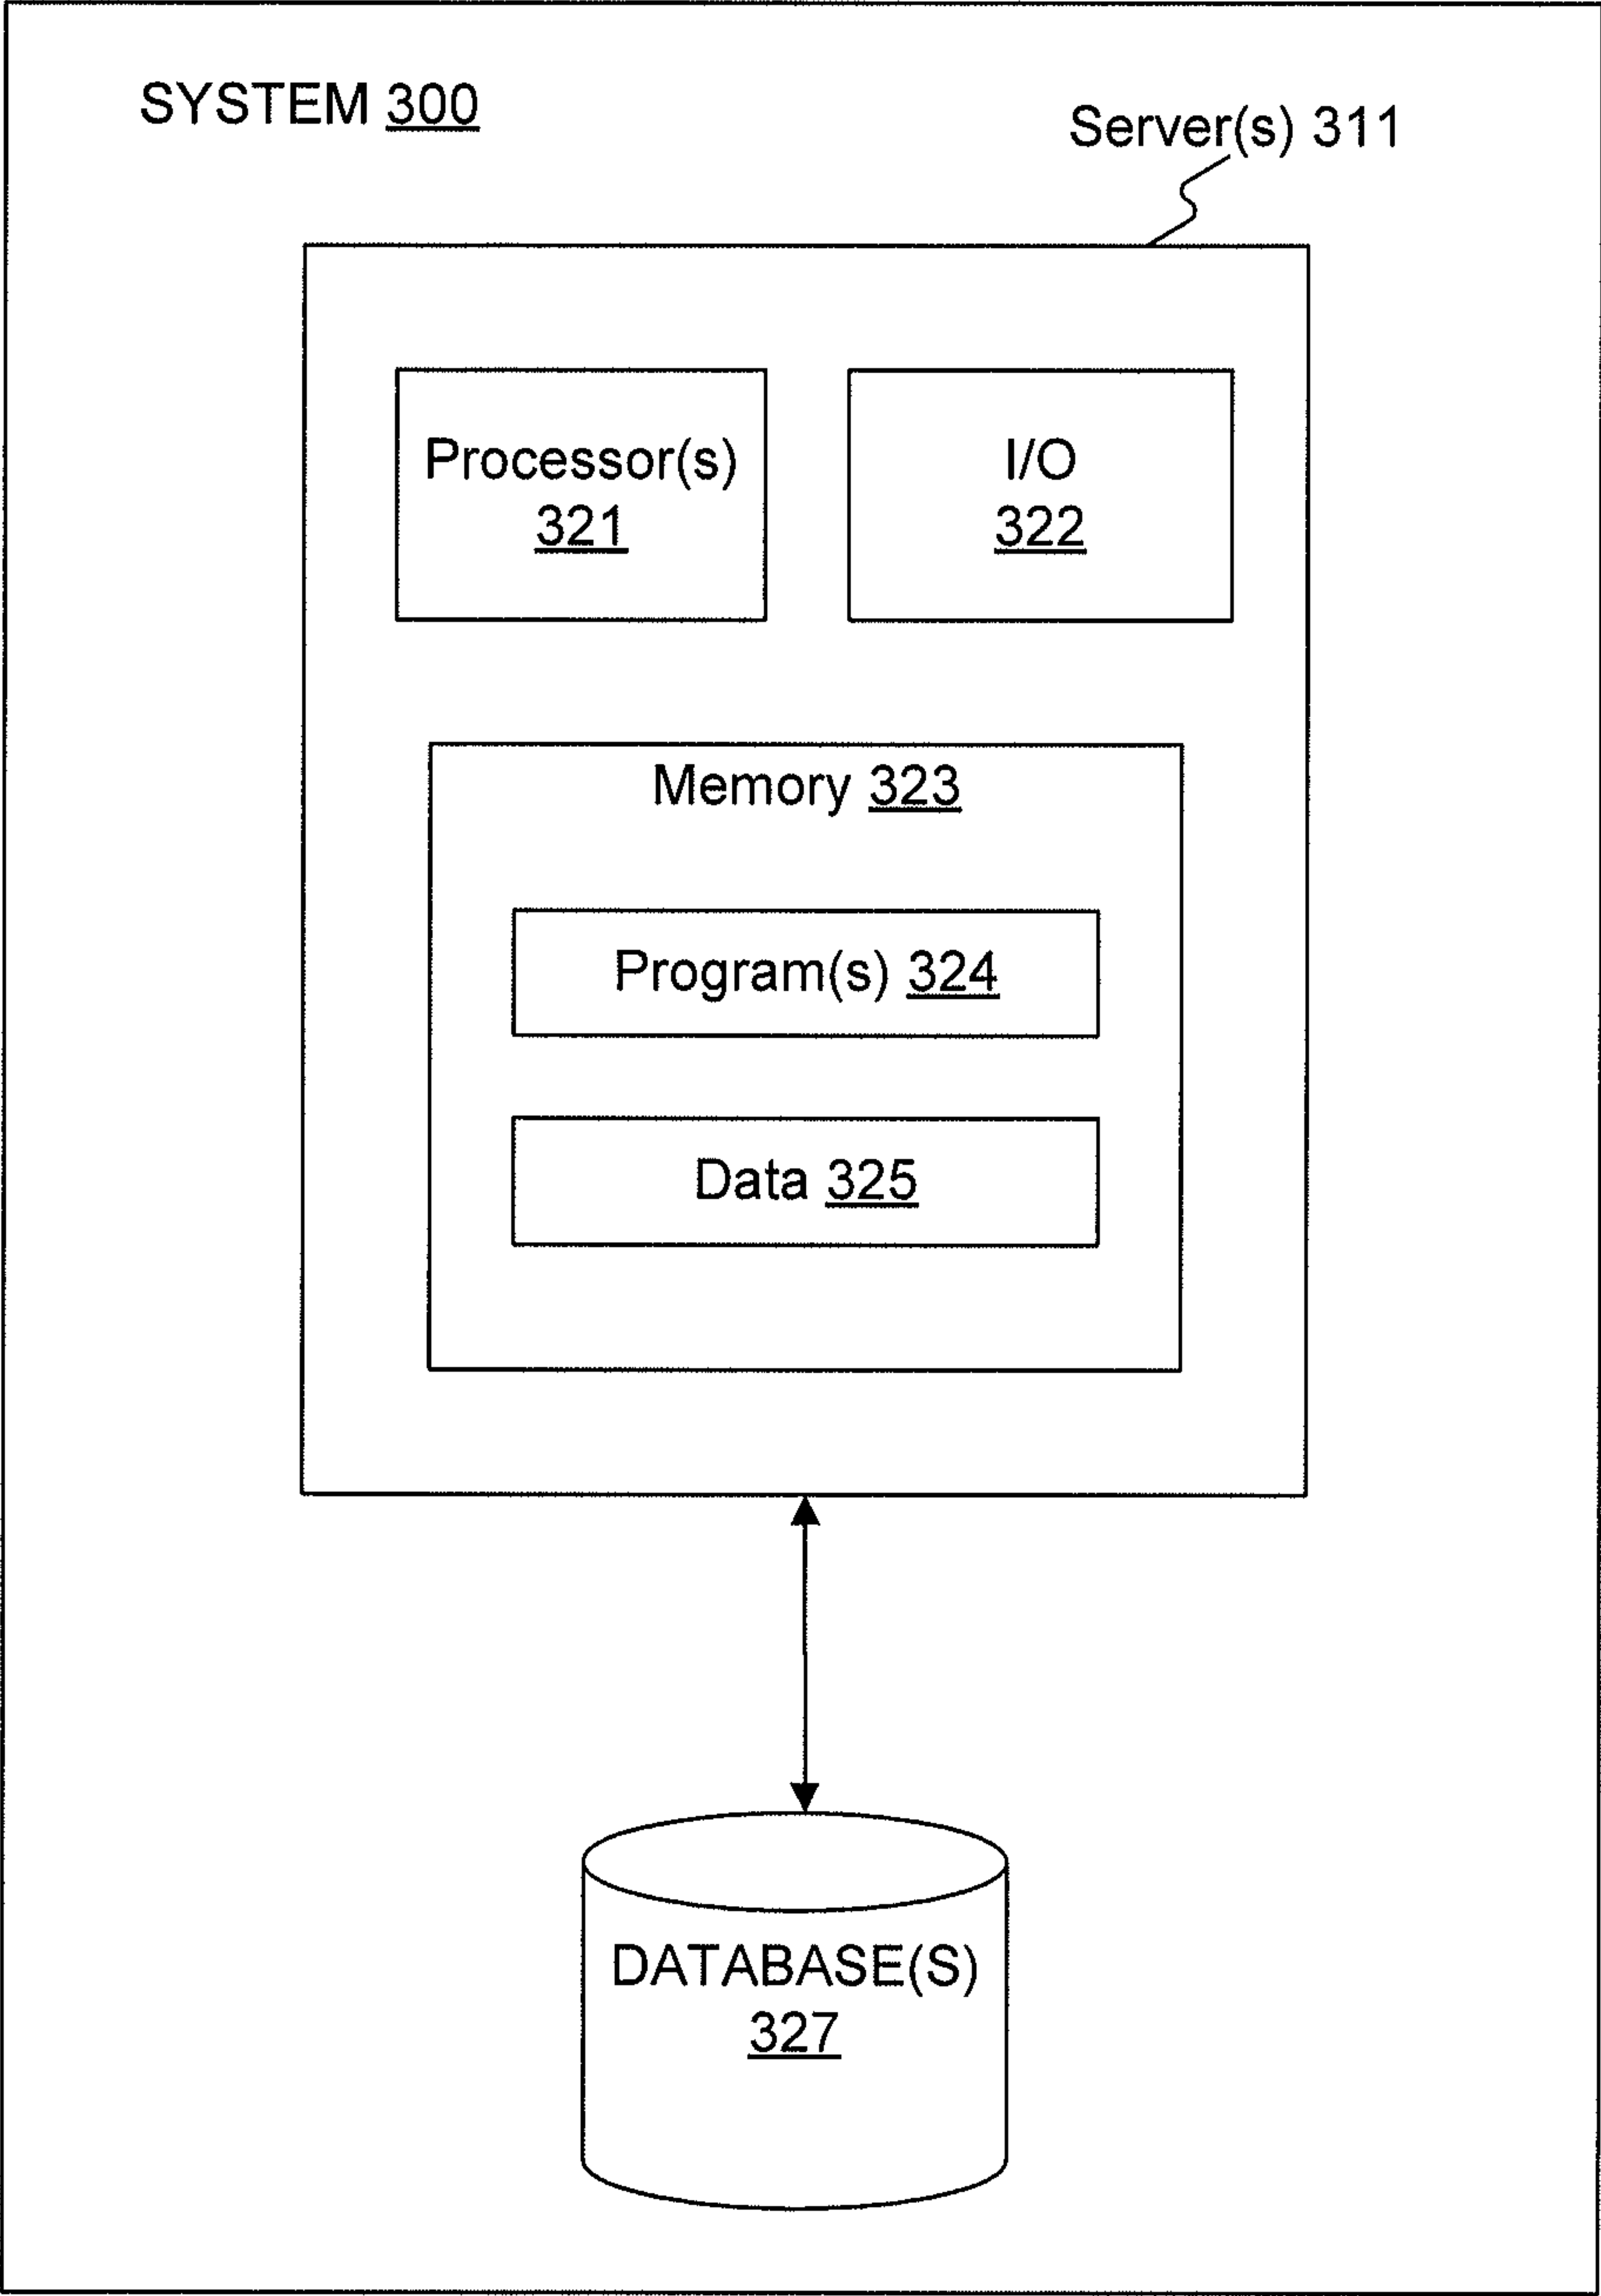 SYSTEM 300
Server(s) 311
Processor(s)
321
I/O
322
Memory 323
Program(s) 324
Data 325
DATABASE(S)
327